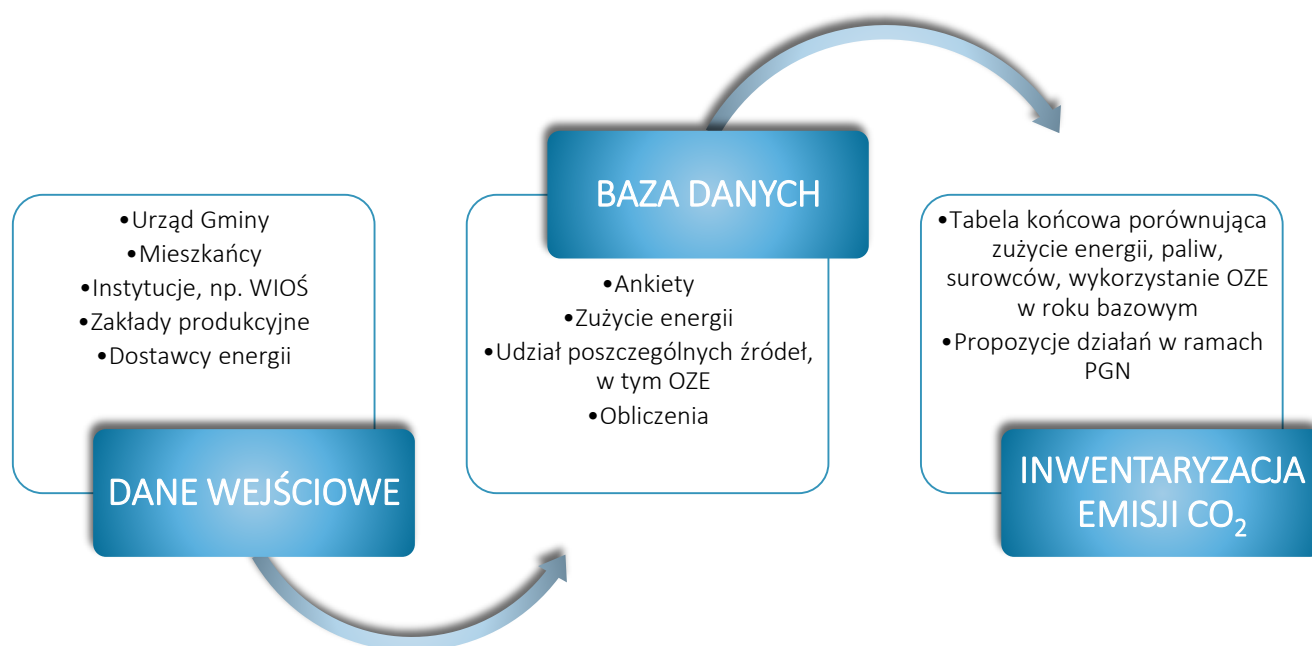 •Urząd Gminy
•Mieszkańcy
•Instytucje, np. WIOŚ
•Zakłady produkcyjne
•Dostawcy energii
DANE WEJŚCIOWE
BAZA DANYCH
•Ankiety
•Zużycie energii
•Udział poszczególnych źródeł,
w tym OZE
•Obliczenia
•Tabela końcowa porównująca
zużycie energii, paliw,
surowców, wykorzystanie OZE
w roku bazowym
•Propozycje działań w ramach
PGN
INWENTARYZACJA
EMISJI CO₂